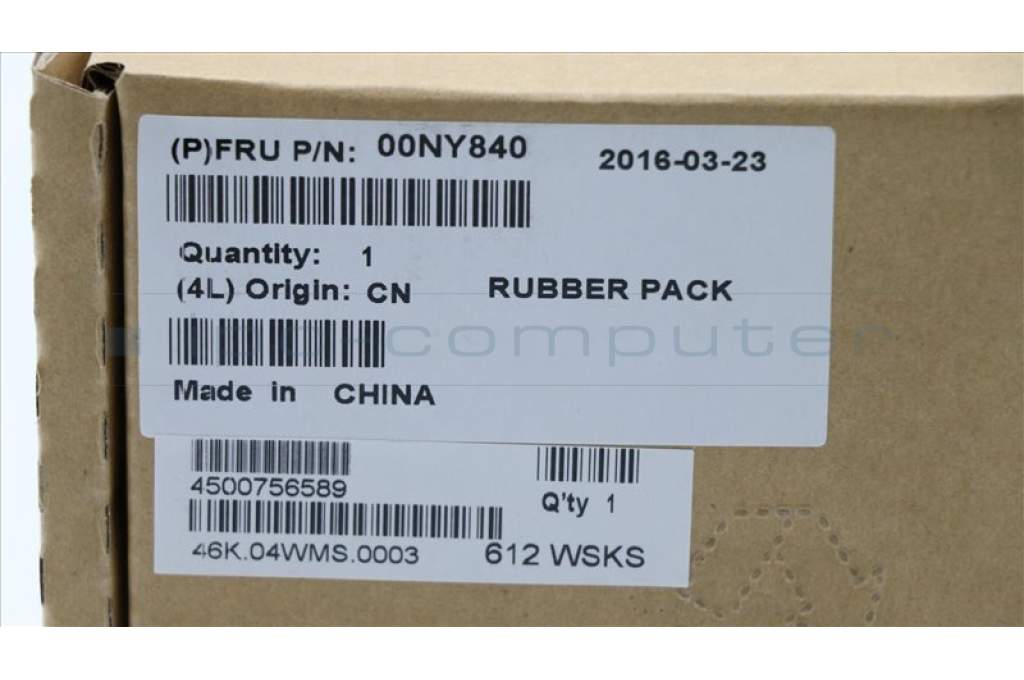 (P)FRU P/N: 00NY840 2016-03-23
Quantity: 1
(4L) Origin: CN RUBBER PACK
computer
Made in CHINA
4500756589
Q'ty 1
46K.04WMS.0003 612 WSKS